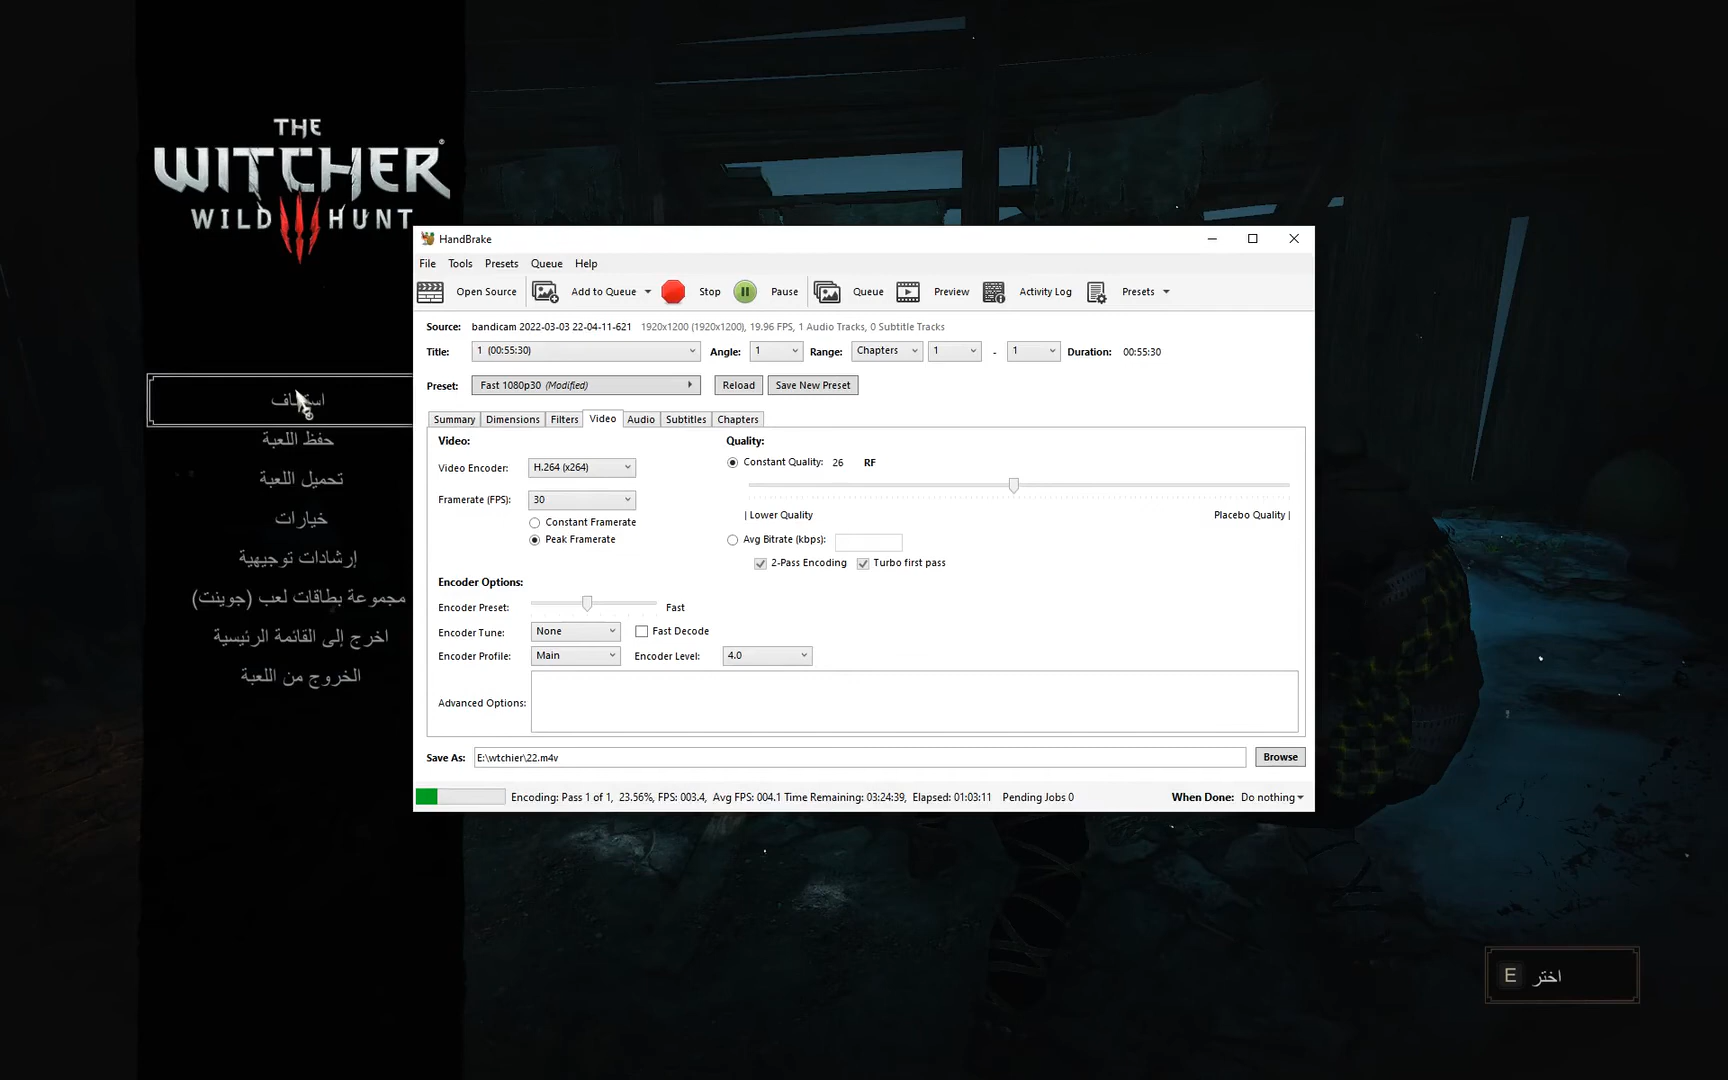 THE
WITCHER
WILD HUNT
استئناف
حفظ اللعبة
تحميل اللعبة
خيارات
إرشادات توجيهية
مجموعة بطاقات لعب (جوينت)
اخرج إلى القائمة الرئيسية
الخروج من اللعبة
HandBrake
File Tools Presets Queue Help
Open Source Add to Queue Stop Pause Queue Preview Activity Log Presets
Source: bandicam 2022-03-03 22-04-11-621 1920x1200 (1920x1200), 19.96 FPS, 1 Audio Tracks, 0 Subtitle Tracks
Title: 1 (00:55:30) Angle: 1 Range: Chapters 1 - 1 Duration: 00:55:30
Preset: Fast 1080p30 (Modified) Reload Save New Preset
Summary Dimensions Filters Video Audio Subtitles Chapters
Video: Quality:
Constant Quality: 26 RF
Video Encoder: H.264 (x264)
Framerate (FPS): 30
| Lower Quality Placebo Quality |
Constant Framerate
Peak Framerate Avg Bitrate (kbps):
2-Pass Encoding Turbo first pass
Encoder Options:
Encoder Preset: Fast
Encoder Tune: None Fast Decode
Encoder Profile: Main Encoder Level: 4.0
Advanced Options:
Save As: E:\wtchier\22.m4v Browse
Encoding: Pass 1 of 1, 23.56%, FPS: 003.4, Avg FPS: 004.1 Time Remaining: 03:24:39, Elapsed: 01:03:11 Pending Jobs 0 When Done: Do nothing
E اختر